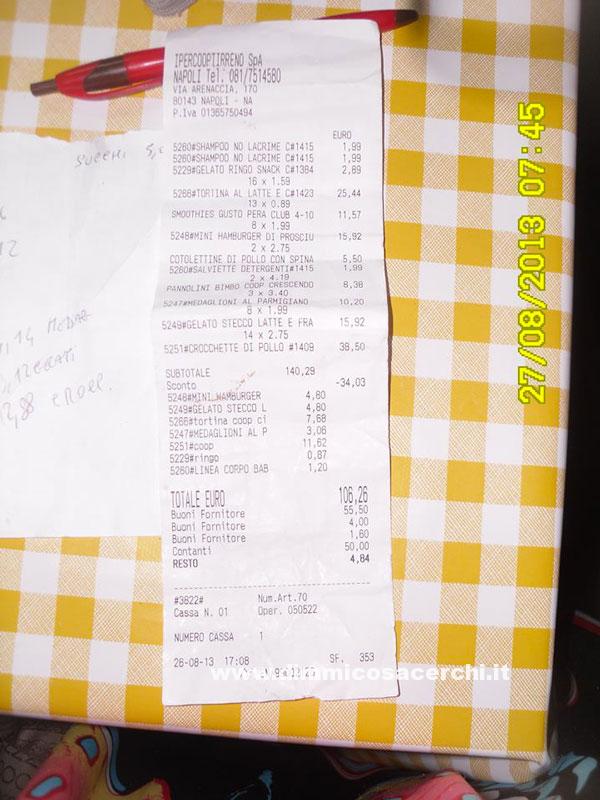 IPERCOOPTIRRENO SpA
NAPOLI Tel. 081/7514580
VIA ARENACCIA, 170
80143 NAPOLI - NA
P.Iva 01365750494
EURO
5260#SHAMPOO NO LACRIME C#1415 1,99
5260#SHAMPOO NO LACRIME C#1415 1,99
5229#GELATO RINGO SNACK C#1384 2,89
16 x 1.59
5266#TORTINA AL LATTE E C#1423 25,44
13 x 0.89
SMOOTHIES GUSTO PERA CLUB 4-10 11,57
8 x 1.99
5248#MINI HAMBURGER DI PROSCIU 15,92
2 x 2.75
COTOLETTINE DI POLLO CON SPINA 5,50
5260#SALVIETTE DETERGENTI#1415 1,99
2 x 4.19
PANNOLINI BIMBO COOP CRESCENDO 8,38
3 x 3.40
5247#MEDAGLIONI AL PARMIGIANO 10,20
8 x 1.99
5249#GELATO STECCO LATTE E FRA 15,92
14 x 2.75
5251#CROCCHETTE DI POLLO #1409 38,50
SUBTOTALE 140,29
Sconto -34,03
5248#MINI HAMBURGER 4,80
5249#GELATO STECCO L 4,80
5266#tortina coop ci 7,68
5247#MEDAGLIONI AL P 3,06
5251#coop 11,62
5229#ringo 0,87
5260#LINEA CORPO BAB 1,20
TOTALE EURO 106,26
Buoni Fornitore 55,50
Buoni Fornitore 4,00
Buoni Fornitore 1,60
Contanti 50,00
RESTO 4,84
#3822# Num.Art.70
Cassa N. 01 Oper. 050522
NUMERO CASSA 1
26-08-13 17:08 SF. 353
www.dimmicosacerchi.it
SUCCHI
27/08/2013 07:45